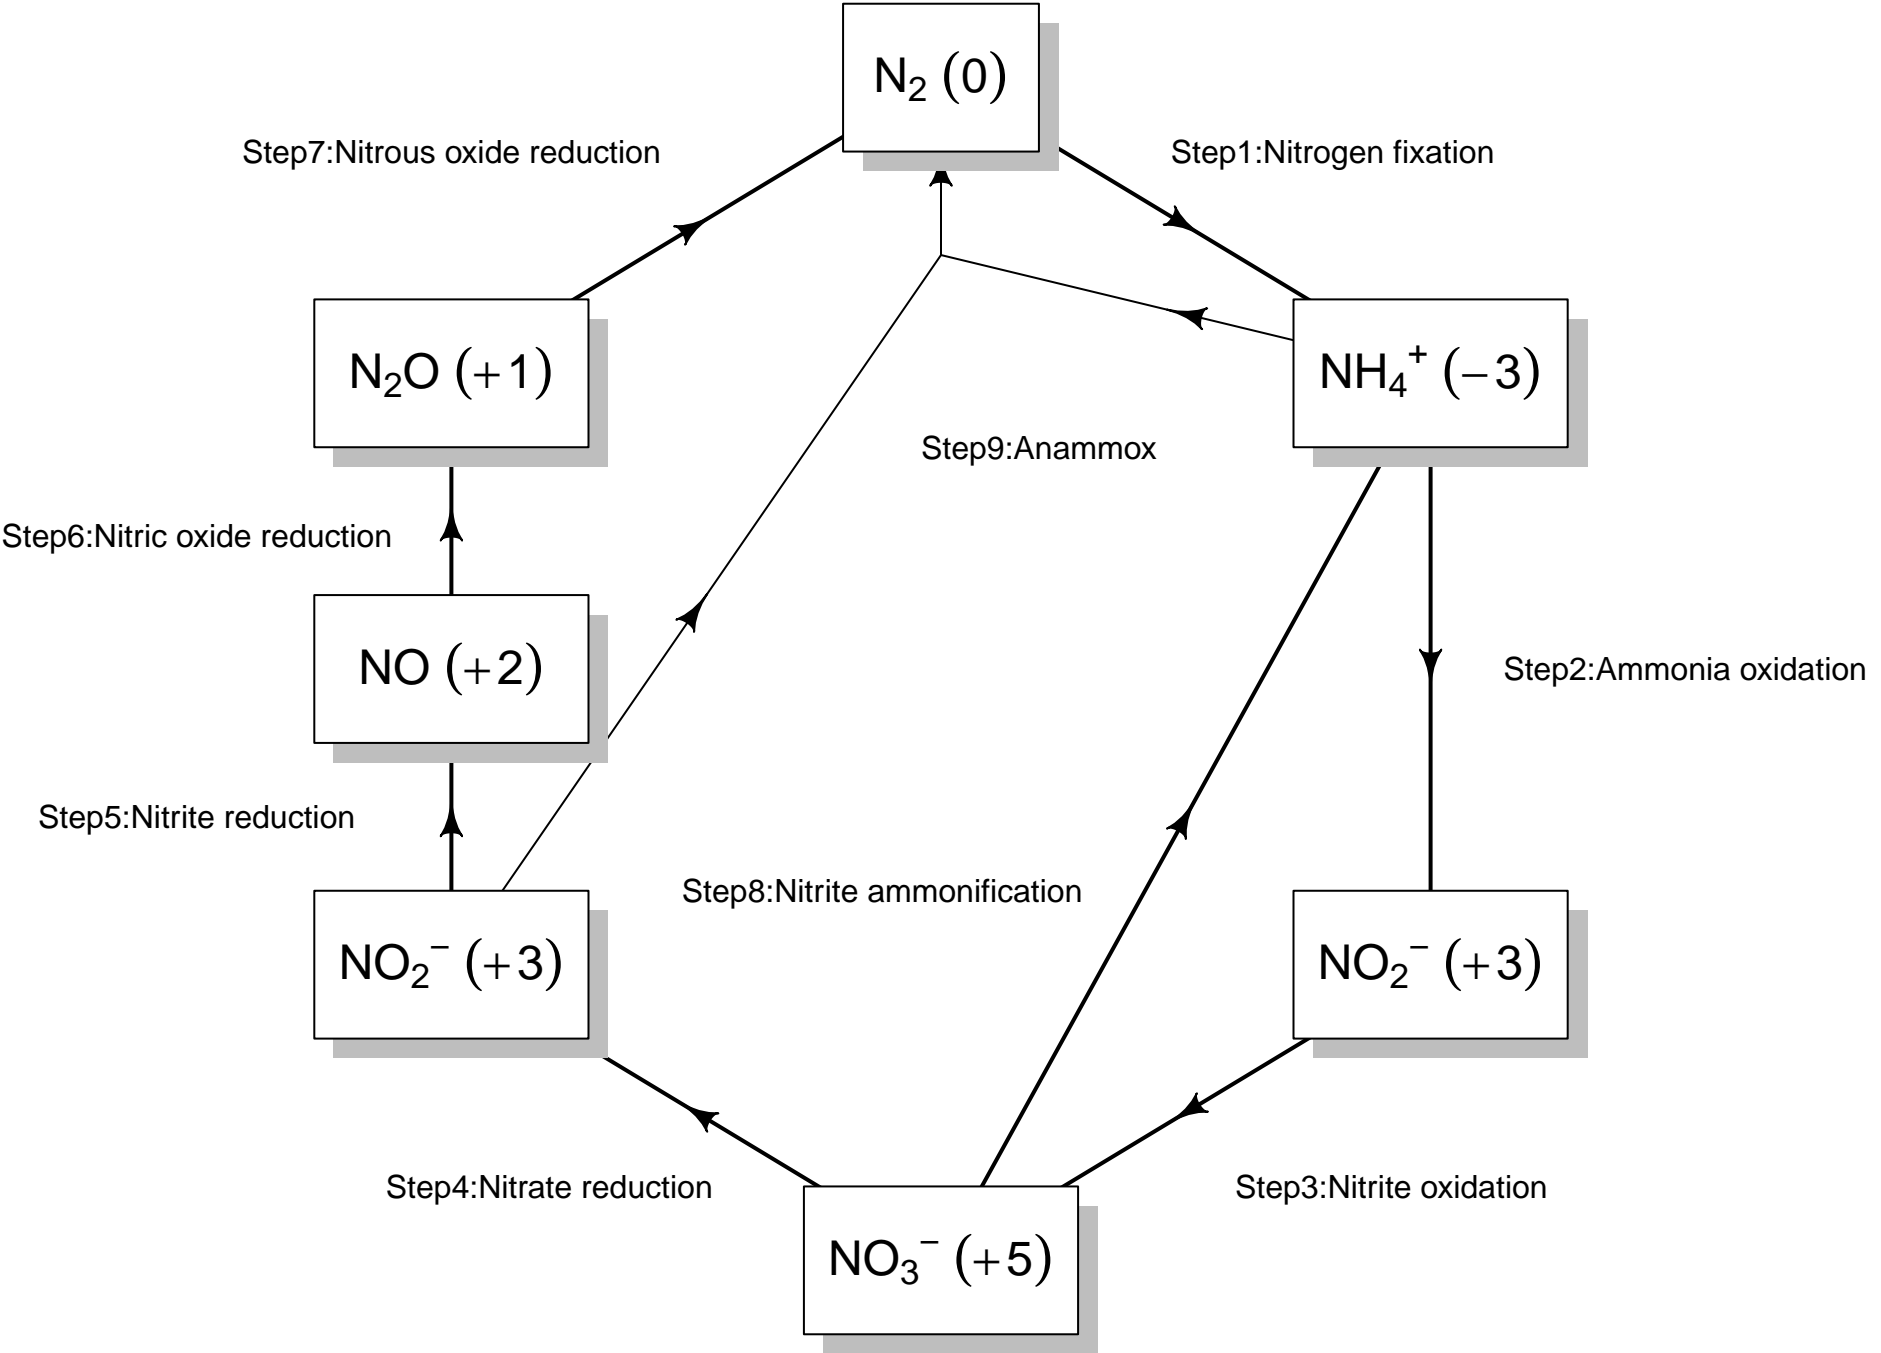 N₂ (0)
Step7:Nitrous oxide reduction
Step1:Nitrogen fixation
N₂O (+1)
NH₄⁺ (−3)
Step9:Anammox
Step6:Nitric oxide reduction
NO (+2)
Step2:Ammonia oxidation
Step5:Nitrite reduction
Step8:Nitrite ammonification
NO₂⁻ (+3)
NO₂⁻ (+3)
Step4:Nitrate reduction
Step3:Nitrite oxidation
NO₃⁻ (+5)